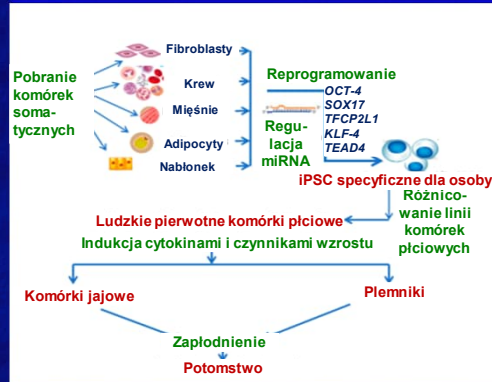 Pobranie
komórek
soma-
tycznych
Fibroblasty
Krew
Mięśnie
Adipocyty
Nabłonek
Reprogramowanie
OCT-4
SOX17
TFCP2L1
KLF-4
TEAD4
Regu-
lacja
miRNA
iPSC specyficzne dla osoby
Różnico-
wanie linii
komórek
płciowych
Ludzkie pierwotne komórki płciowe
Indukcja cytokinami i czynnikami wzrostu
Komórki jajowe
Plemniki
Zapłodnienie
Potomstwo